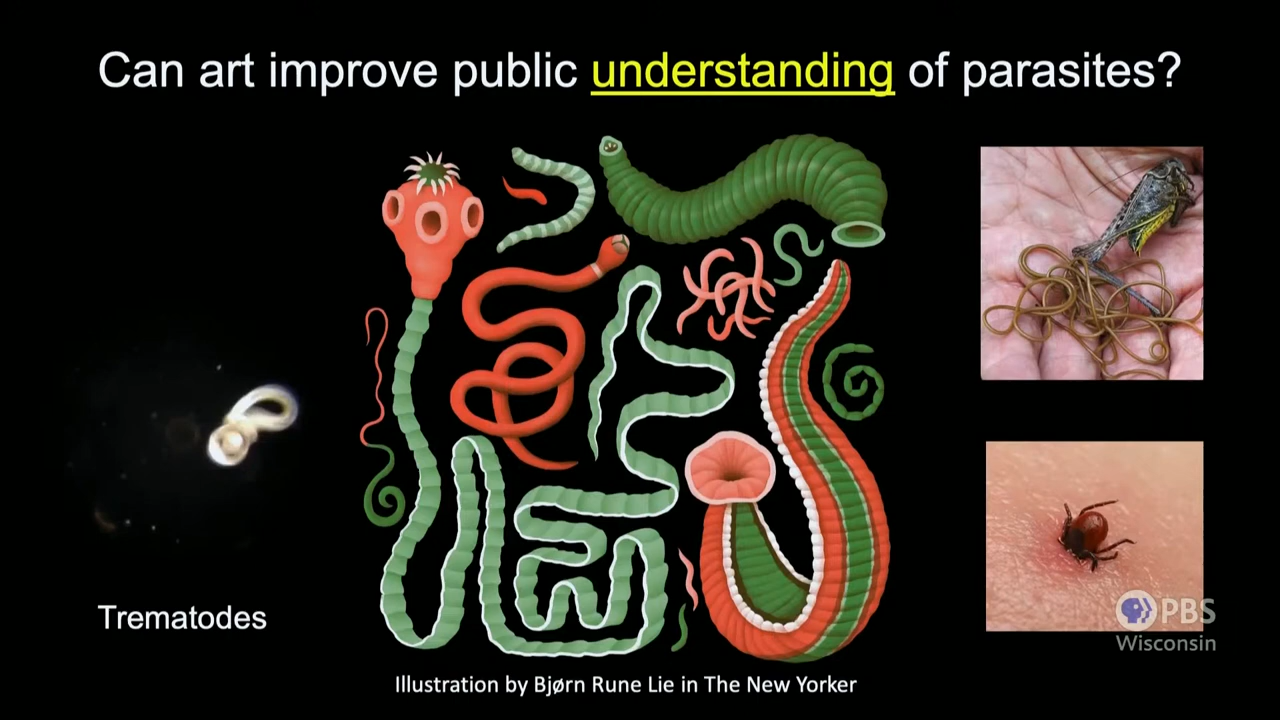 Can art improve public understanding of parasites?
Trematodes
PBS
Wisconsin
Illustration by Bjørn Rune Lie in The New Yorker